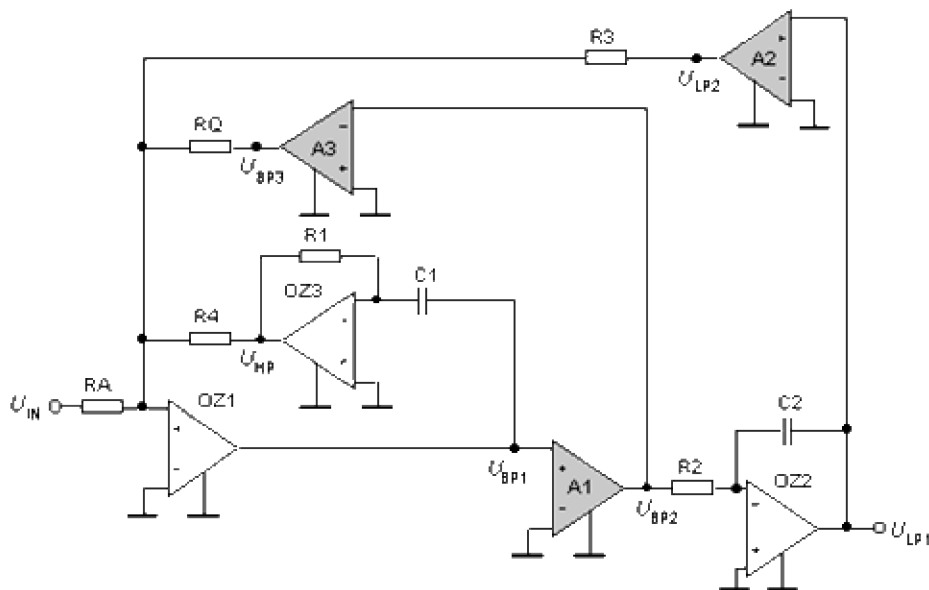 R3
A2
U LP2
RQ
A3
U BP3
R1
C1
OZ3
R4
U HP
RA
OZ1
U IN
C2
U BP1
A1
R2
OZ2
U BP2
U LP1